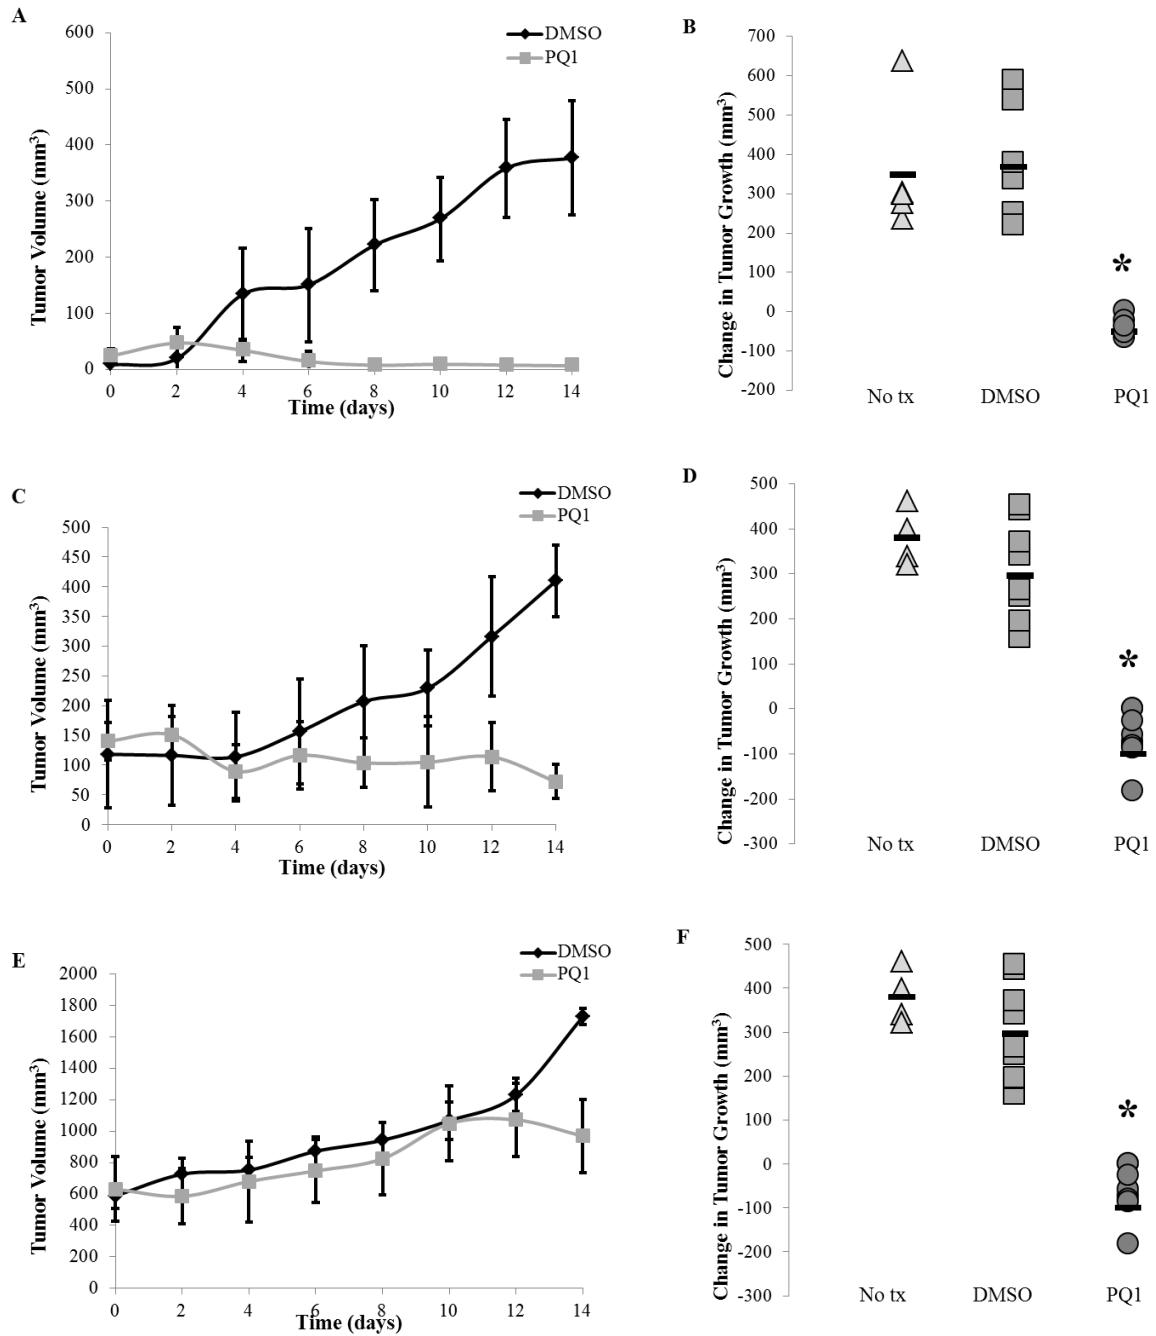 A
Tumor Volume (mm3)
600
500
400
300
200
100
0
0 2 4 6 8 10 12 14
Time (days)
DMSO
PQ1
B
Change in Tumor Growth (mm3)
700
600
500
400
300
200
100
0
-100
-200
*
No tx DMSO PQ1
C
Tumor Volume (mm3)
500
450
400
350
300
250
200
150
100
50
0
0 2 4 6 8 10 12 14
Time (days)
DMSO
PQ1
D
Change in Tumor Growth (mm3)
500
400
300
200
100
0
-100
-200
-300
*
No tx DMSO PQ1
E
Tumor Volume (mm3)
2000
1800
1600
1400
1200
1000
800
600
400
200
0
0 2 4 6 8 10 12 14
Time (days)
DMSO
PQ1
F
Change in Tumor Growth (mm3)
500
400
300
200
100
0
-100
-200
-300
*
No tx DMSO PQ1